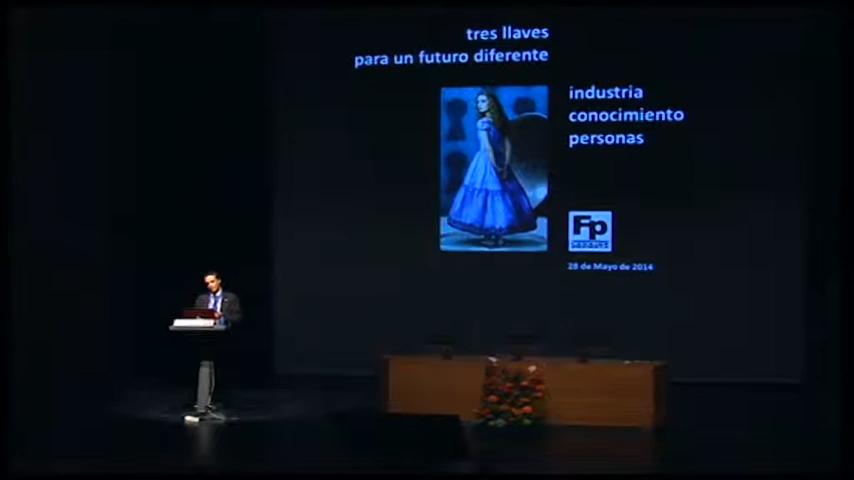 tres llaves
para un futuro diferente
industria
conocimiento
personas
Fp
28 de Mayo de 2014